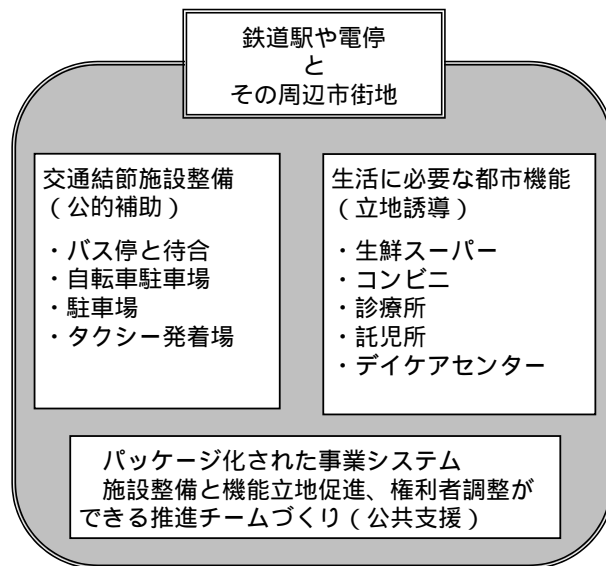 鉄道駅や電停
と
その周辺市街地
交通結節施設整備
（公的補助）
・バス停と待合
・自転車駐車場
・駐車場
・タクシー発着場
生活に必要な都市機能
（立地誘導）
・生鮮スーパー
・コンビニ
・診療所
・託児所
・デイケアセンター
パッケージ化された事業システム
施設整備と機能立地促進、権利者調整が
できる推進チームづくり（公共支援）